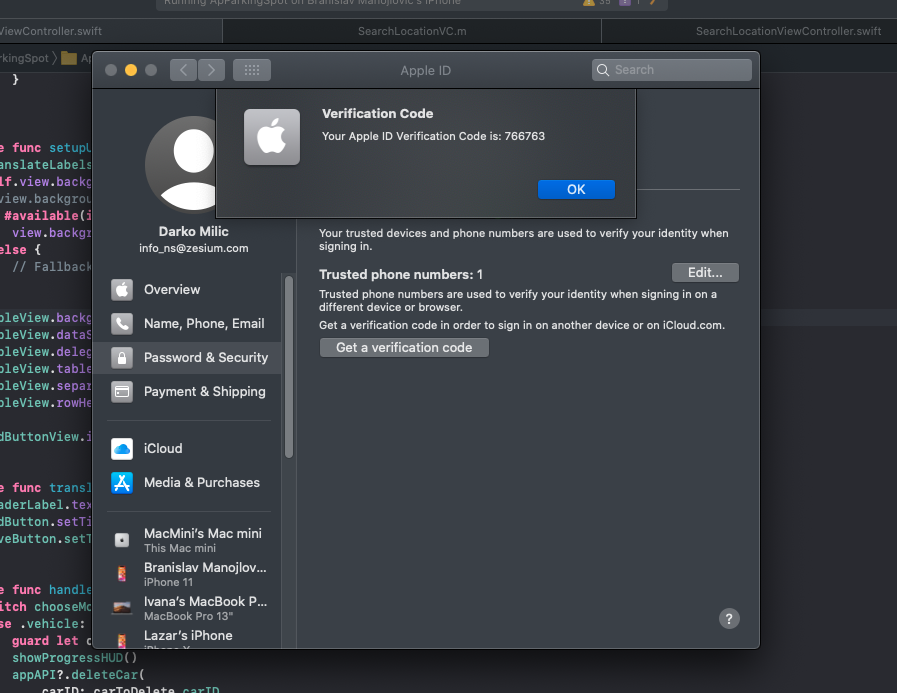 Running ApParkingSpot on Branislav Manojlovic's iPhone
35
1
ViewController.swift
SearchLocationVC.m
SearchLocationViewController.swift
rkingSpot
Ap
Apple ID
Search
}
Verification Code
Your Apple ID Verification Code is: 766763
OK
e func setupU
anslateLabels
lf.view.backg
view.backgrou
#available(i
view.backgr
else {
// Fallback
bleView.backg
bleView.dataS
bleView.deleg
bleView.table
bleView.separ
bleView.rowHe
dButtonView.i
e func transl
aderLabel.tex
dButton.setTi
veButton.setT
e func handle
itch chooseMo
se .vehicle:
guard let c
showProgressHUD()
appAPI?.deleteCar(
carID: carToDelete.carID
Darko Milic
info_ns@zesium.com
Overview
Name, Phone, Email
Password & Security
Payment & Shipping
iCloud
Media & Purchases
MacMini's Mac mini
This Mac mini
Branislav Manojlov...
iPhone 11
Ivana's MacBook P...
MacBook Pro 13"
Lazar's iPhone
iPhone X
Your trusted devices and phone numbers are used to verify your identity when
signing in.
Trusted phone numbers: 1
Edit...
Trusted phone numbers are used to verify your identity when signing in on a
different device or browser.
Get a verification code in order to sign in on another device or on iCloud.com.
Get a verification code
?